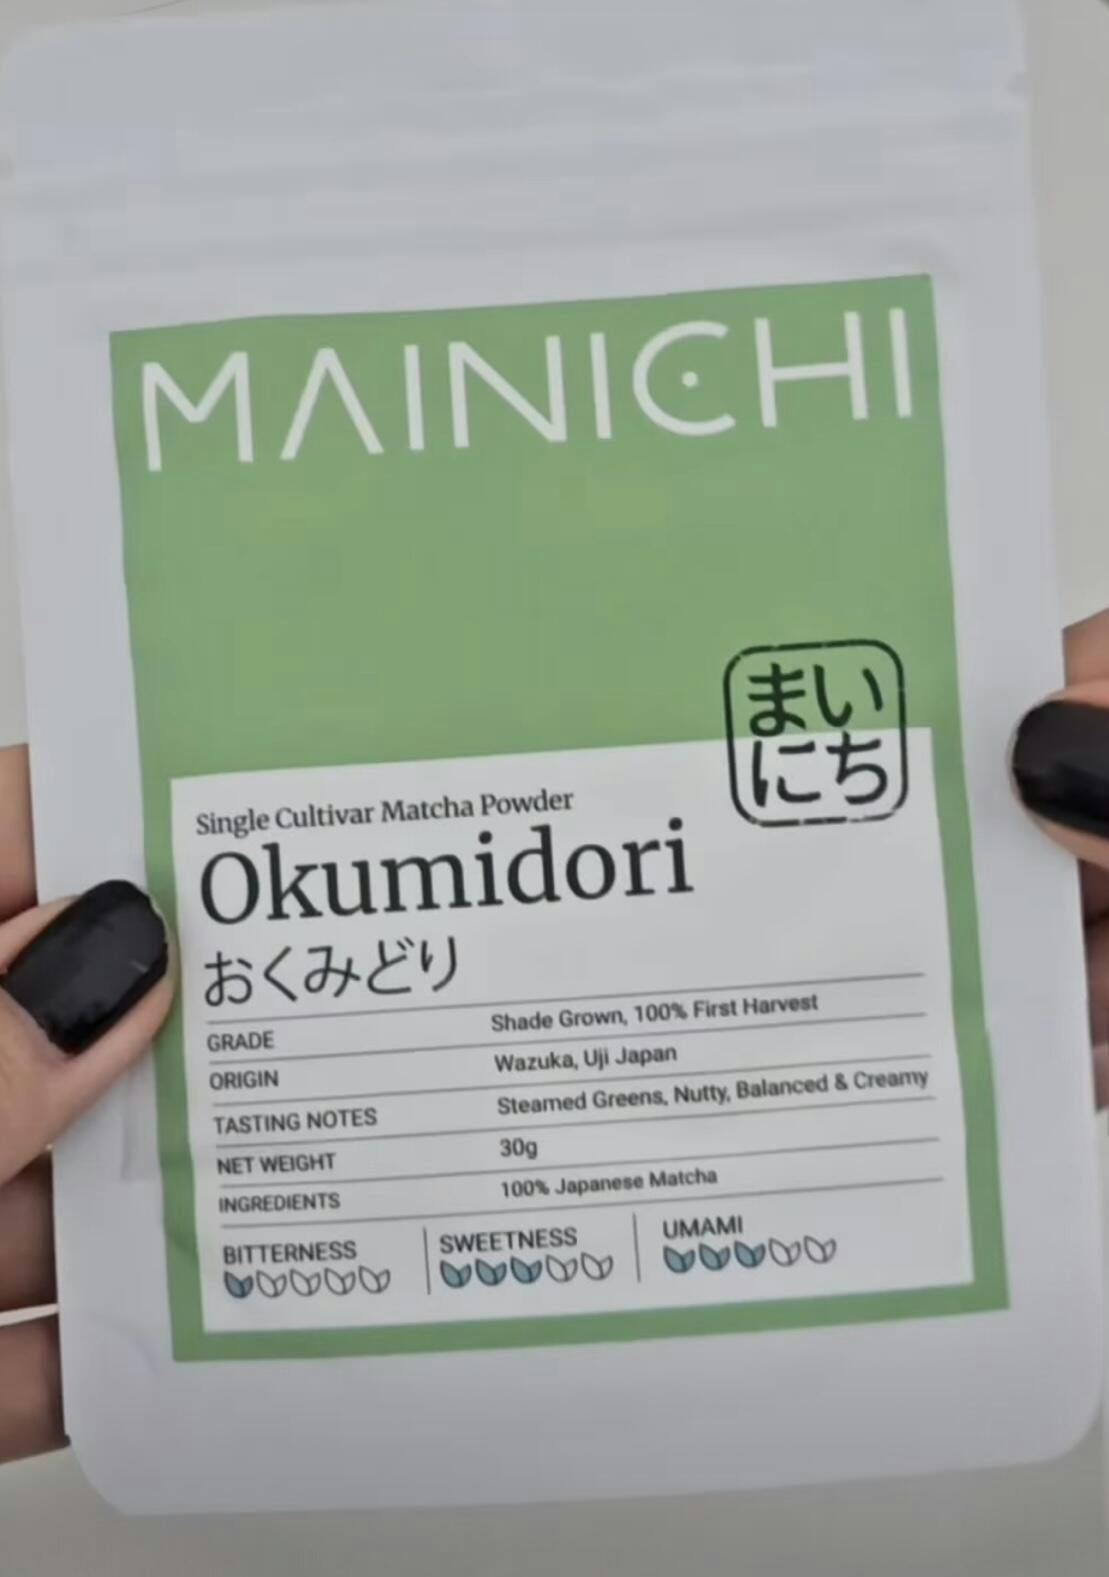 MAINICHI
まい
にち
Single Cultivar Matcha Powder
Okumidori
おくみどり
GRADE Shade Grown, 100% First Harvest
ORIGIN Wazuka, Uji Japan
TASTING NOTES Steamed Greens, Nutty, Balanced & Creamy
NET WEIGHT 30g
INGREDIENTS 100% Japanese Matcha
BITTERNESS SWEETNESS UMAMI